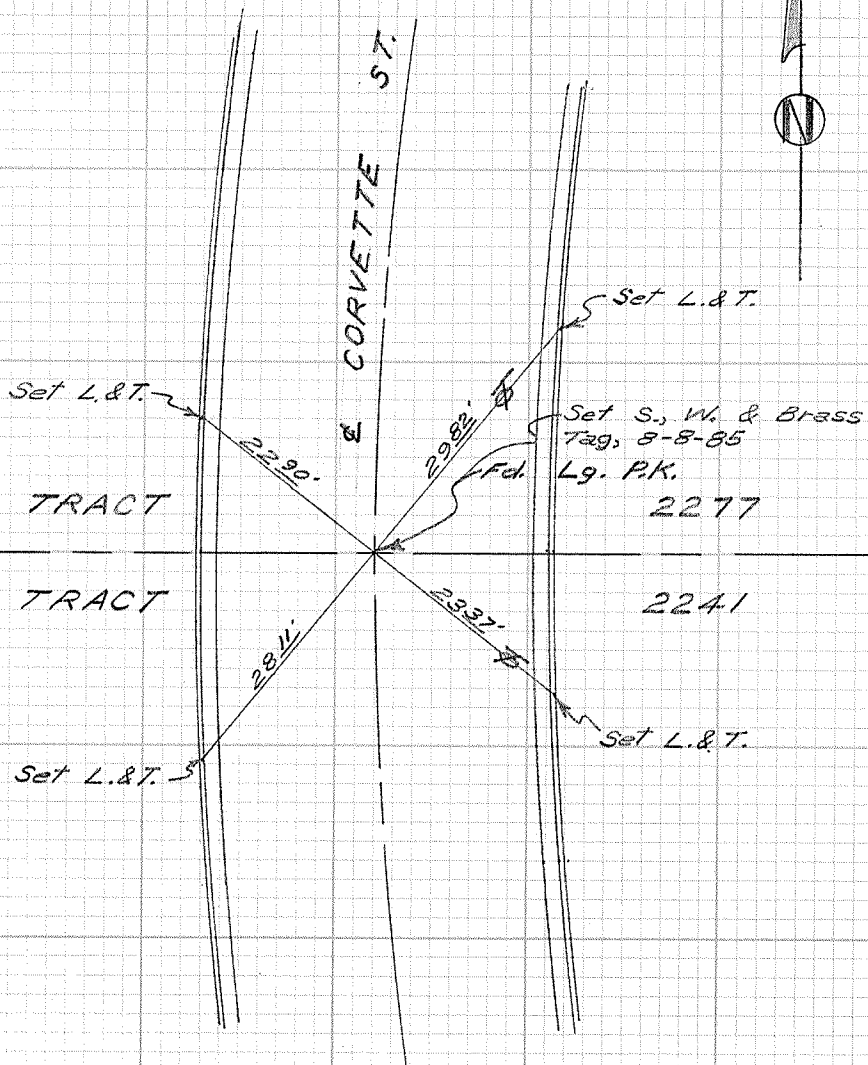 N
℄ CORVETTE ST.
Set L.&T.
Set L.&T.
22.90'
29.82'
Set S., W. & Brass
Tag, 8-8-85
Fd. Lg. P.K.
TRACT 2277
TRACT 2241
28.11'
23.37'
Set L.&T.
Set L.&T.